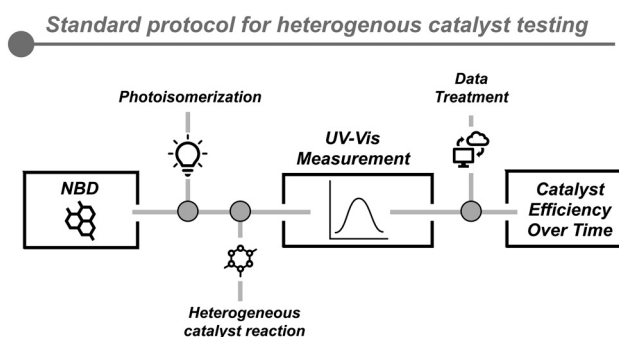 Standard protocol for heterogenous catalyst testing
Photoisomerization
Data
Treatment
UV-Vis
Measurement
NBD
Catalyst
Efficiency
Over Time
Heterogeneous
catalyst reaction